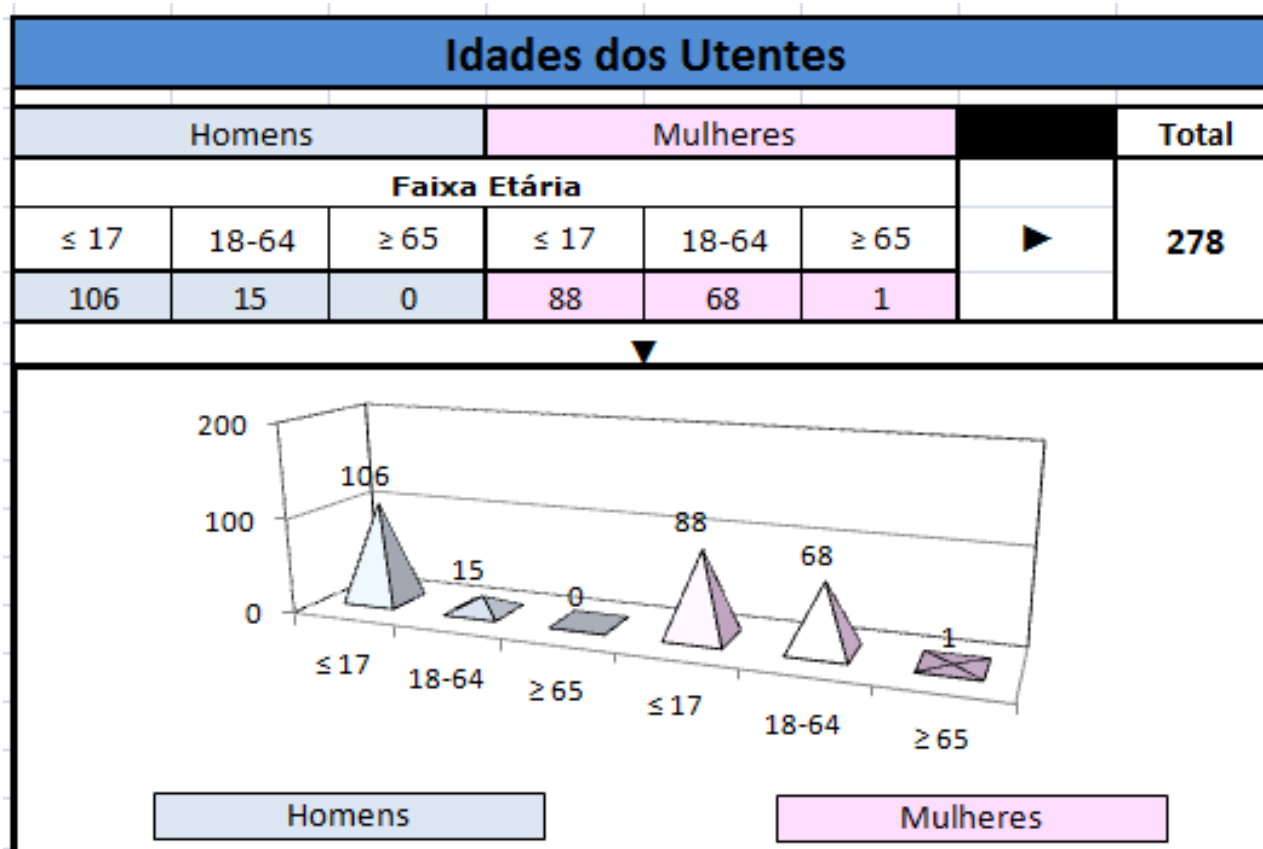 Idades dos Utentes
Homens Mulheres Total
Faixa Etária
≤ 17 18-64 ≥ 65 ≤ 17 18-64 ≥ 65 ► 278
106 15 0 88 68 1
▼
200
100
0
106 15 0 88 68 1
≤ 17 18-64 ≥ 65 ≤ 17 18-64 ≥ 65
Homens Mulheres